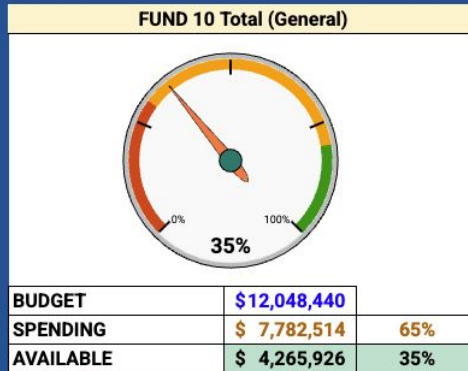 FUND 10 Total (General)
0% 100%
35%
BUDGET $12,048,440
SPENDING $ 7,782,514 65%
AVAILABLE $ 4,265,926 35%